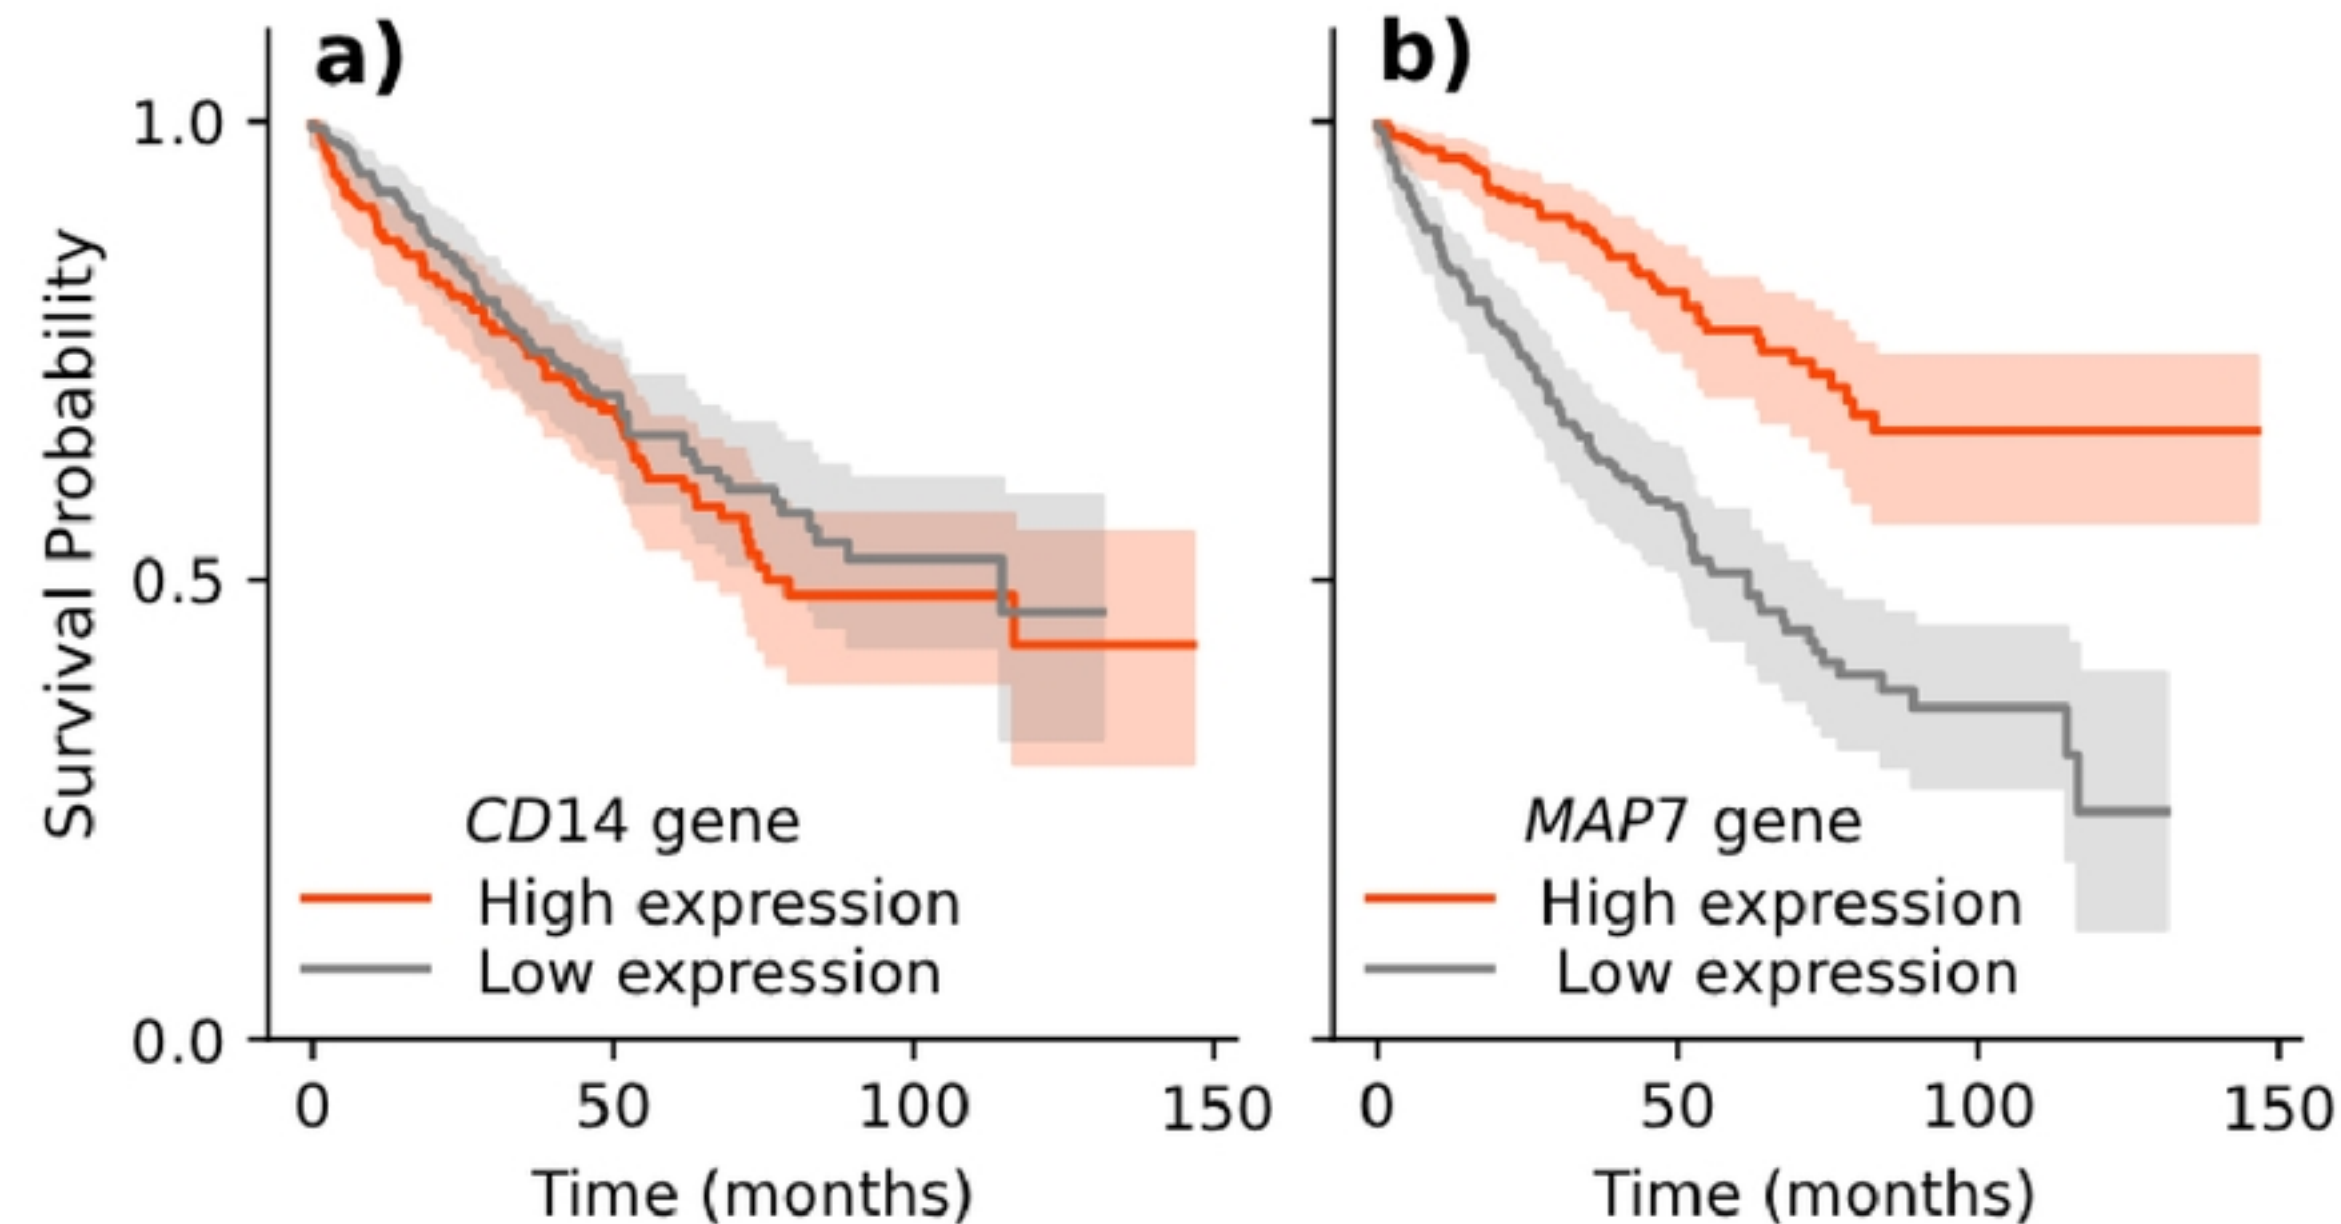 a)
1.0
0.5
0.0
Survival Probability
CD14 gene
High expression
Low expression
0 50 100 150
Time (months)
b)
MAP7 gene
High expression
Low expression
0 50 100 150
Time (months)